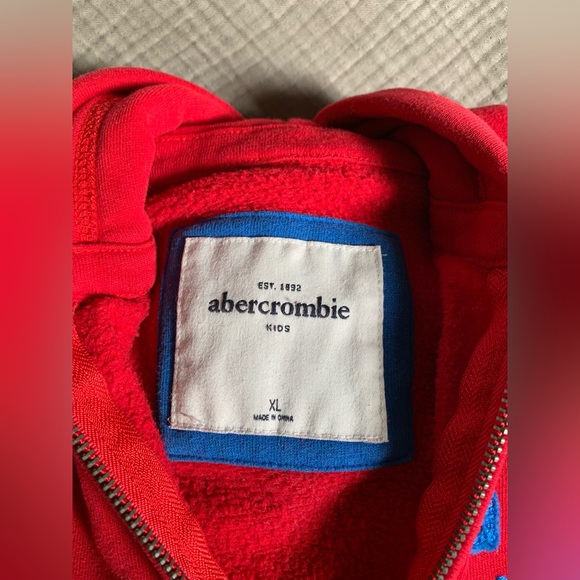 EST. 1892
abercrombie
KIDS
XL
MADE IN CHINA